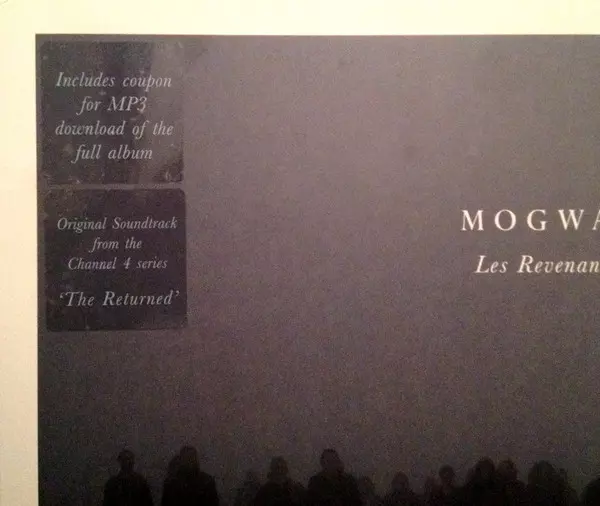 Includes coupon
for MP3
download of the
full album
Original Soundtrack
from the
Channel 4 series
'The Returned'
MOGWA
Les Revenan